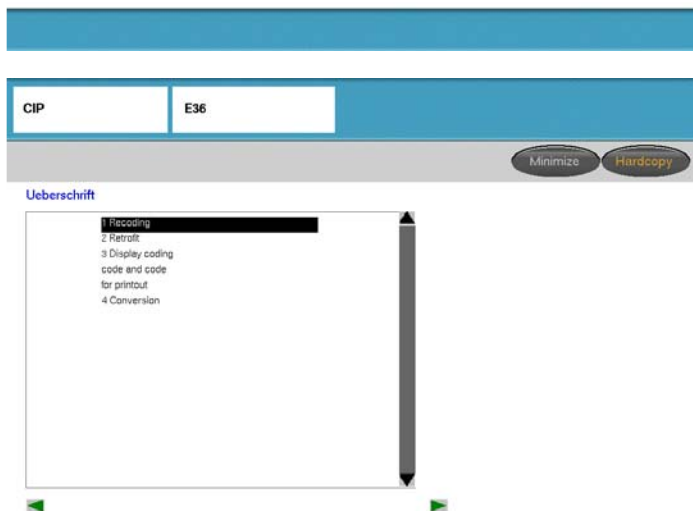 CIP
E36
Minimize
Hardcopy
Ueberschrift
1 Recoding
2 Retrofit
3 Display coding
code and code
for printout
4 Conversion